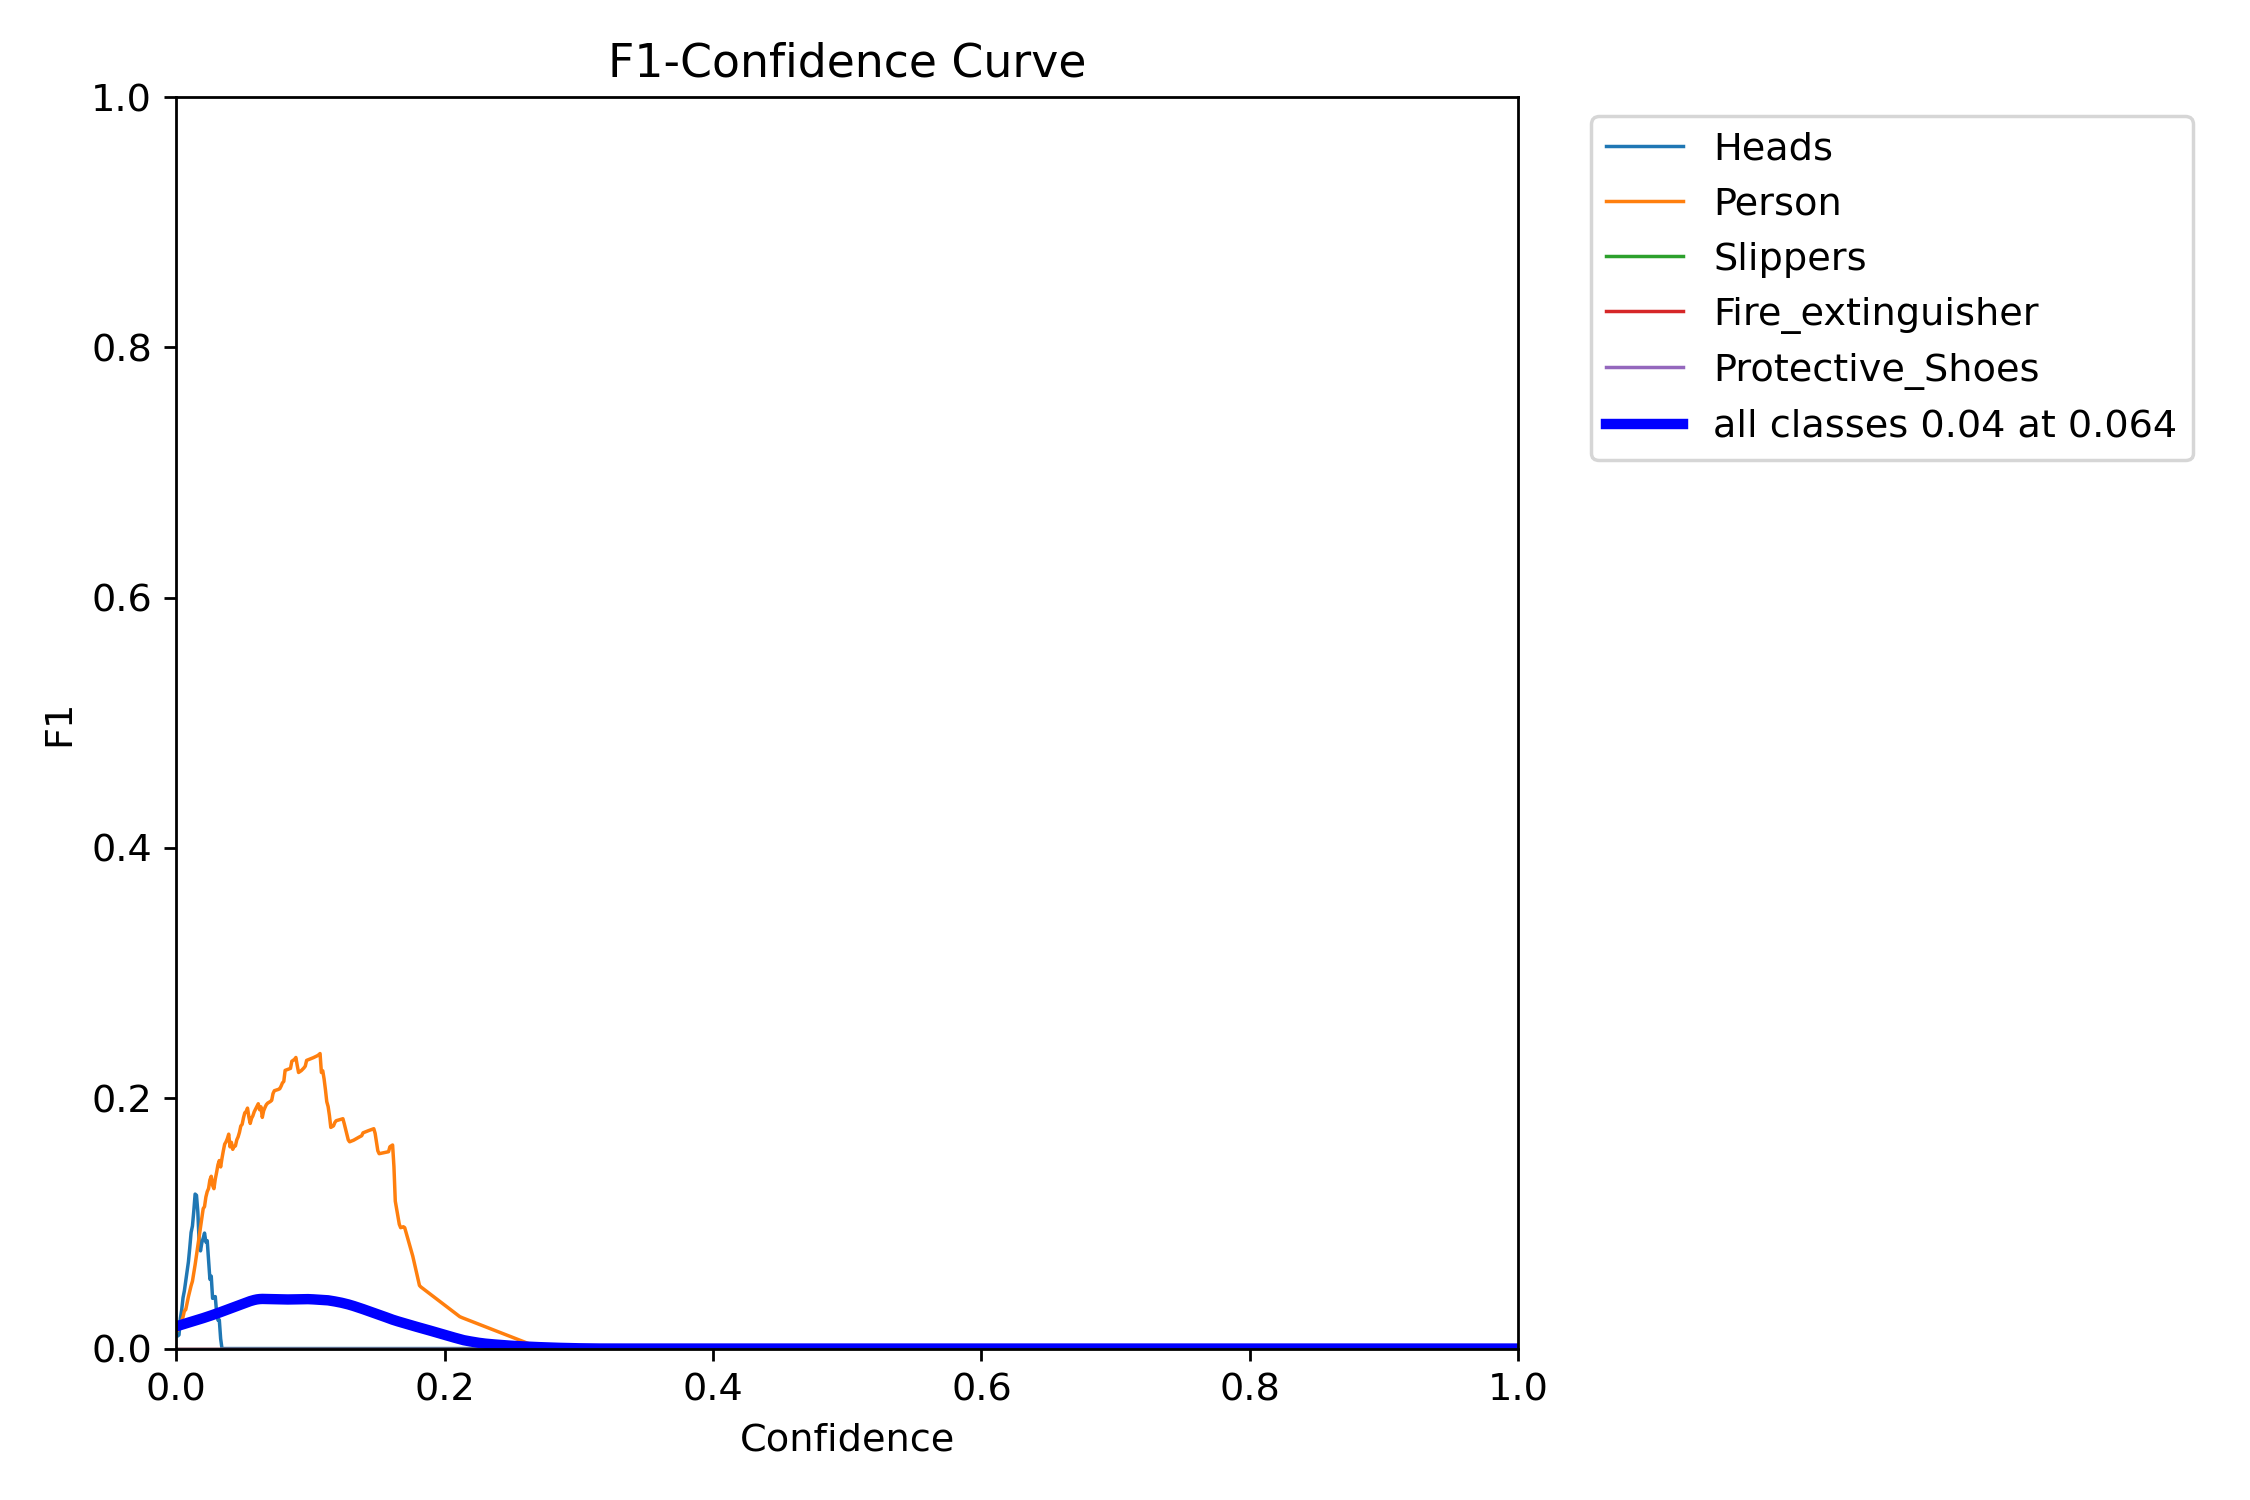 F1-Confidence Curve
1.0
0.8
0.6
0.4
0.2
0.0
F1
0.0 0.2 0.4 0.6 0.8 1.0
Confidence
Heads
Person
Slippers
Fire_extinguisher
Protective_Shoes
all classes 0.04 at 0.064